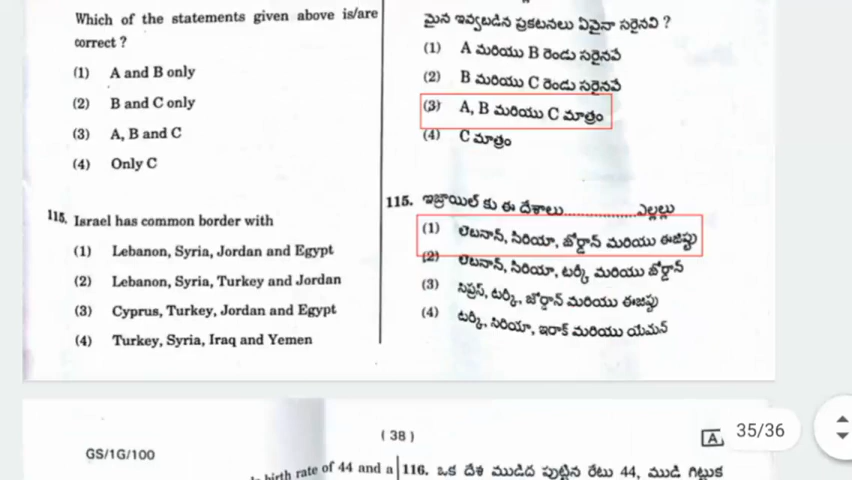 Which of the statements given above is/are
correct ?
(1) A and B only
(2) B and C only
(3) A, B and C
(4) Only C
115. Israel has common border with
(1) Lebanon, Syria, Jordan and Egypt
(2) Lebanon, Syria, Turkey and Jordan
(3) Cyprus, Turkey, Jordan and Egypt
(4) Turkey, Syria, Iraq and Yemen
మైన ఇవ్వబడిన ప్రకటనలు ఏవైనా సరైనవి ?
(1) A మరియు B రెండు సరైనవే
(2) B మరియు C రెండు సరైనవే
(3) A, B మరియు C మాత్రం
(4) C మాత్రం
115. ఇజ్రాయిల్ కు ఈ దేశాలు................ఎల్లల్లు
(1) లెబనాన్, సిరియా, జోర్డాన్ మరియు ఈజిప్టు
(2) లెబనాన్, సిరియా, టర్కీ మరియు జోర్డాన్
(3) సిప్రస్, టర్కీ, జోర్డాన్ మరియు ఈజిప్టు
(4) టర్కీ, సిరియా, ఇరాక్ మరియు యేమన్
35/36
GS/1G/100
( 38 )
A
birth rate of 44 and a
116. ఒక దేశ ముడిద పుట్టిన రేటు 44, ముడి గిట్టుక